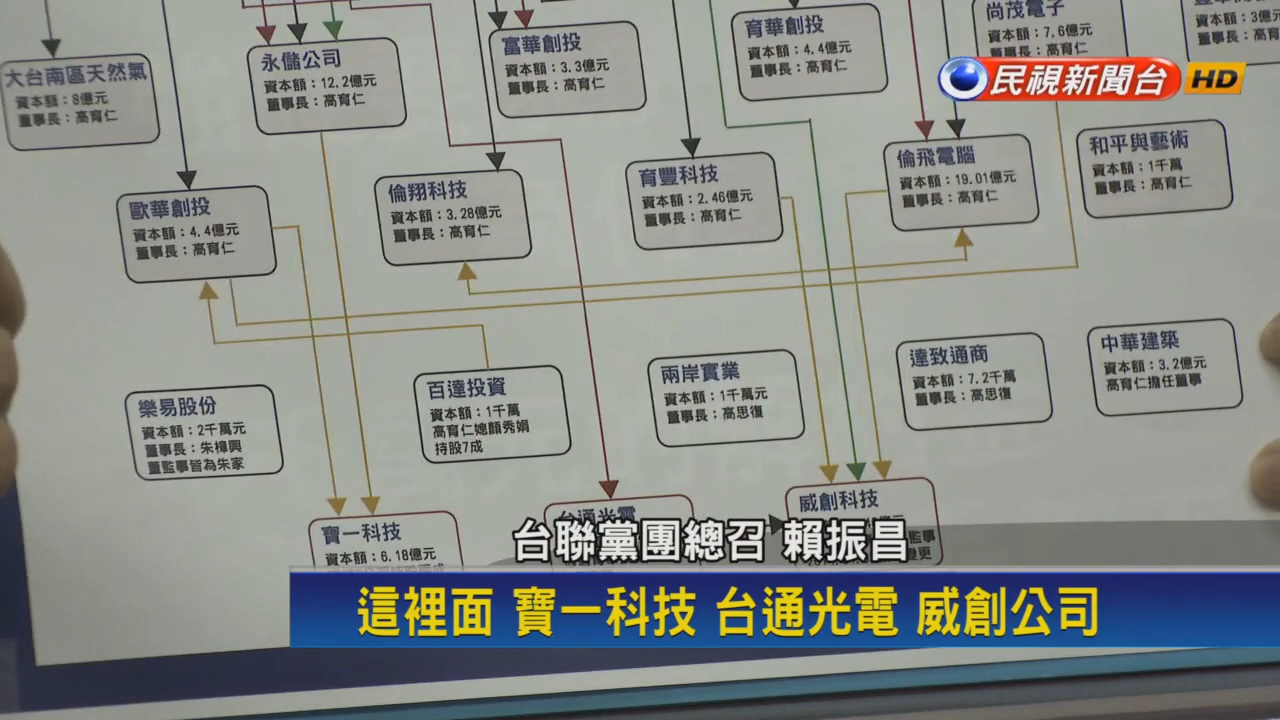 尚茂電子
資本額：7.6億元
董事長：高育仁
資本額：3億元
董事長：高育
民視新聞台 HD
育華創投
資本額：4.4億元
董事長：高育仁
富華創投
資本額：3.3億元
董事長：高育仁
永儲公司
資本額：12.2億元
董事長：高育仁
大台南區天然氣
資本額：8億元
董事長：高育仁
歐華創投
資本額：4.4億元
董事長：高育仁
倫翔科技
資本額：3.28億元
董事長：高育仁
育豐科技
資本額：2.46億元
董事長：高育仁
倫飛電腦
資本額：19.01億元
董事長：高育仁
和平與藝術
資本額：1千萬
董事長：高育仁
樂易股份
資本額：2千萬元
董事長：朱樟興
董監事皆為朱家
百達投資
資本額：1千萬
高育仁媳顏秀娟
持股7成
兩岸實業
資本額：1千萬元
董事長：高思復
達致通商
資本額：7.2千萬
董事長：高思復
中華建築
資本額：3.2億元
高育仁擔任董事
寶一科技
資本額：6.18億元
台通光電
威創科技
監事
變更
台聯黨團總召 賴振昌
這裡面 寶一科技 台通光電 威創公司